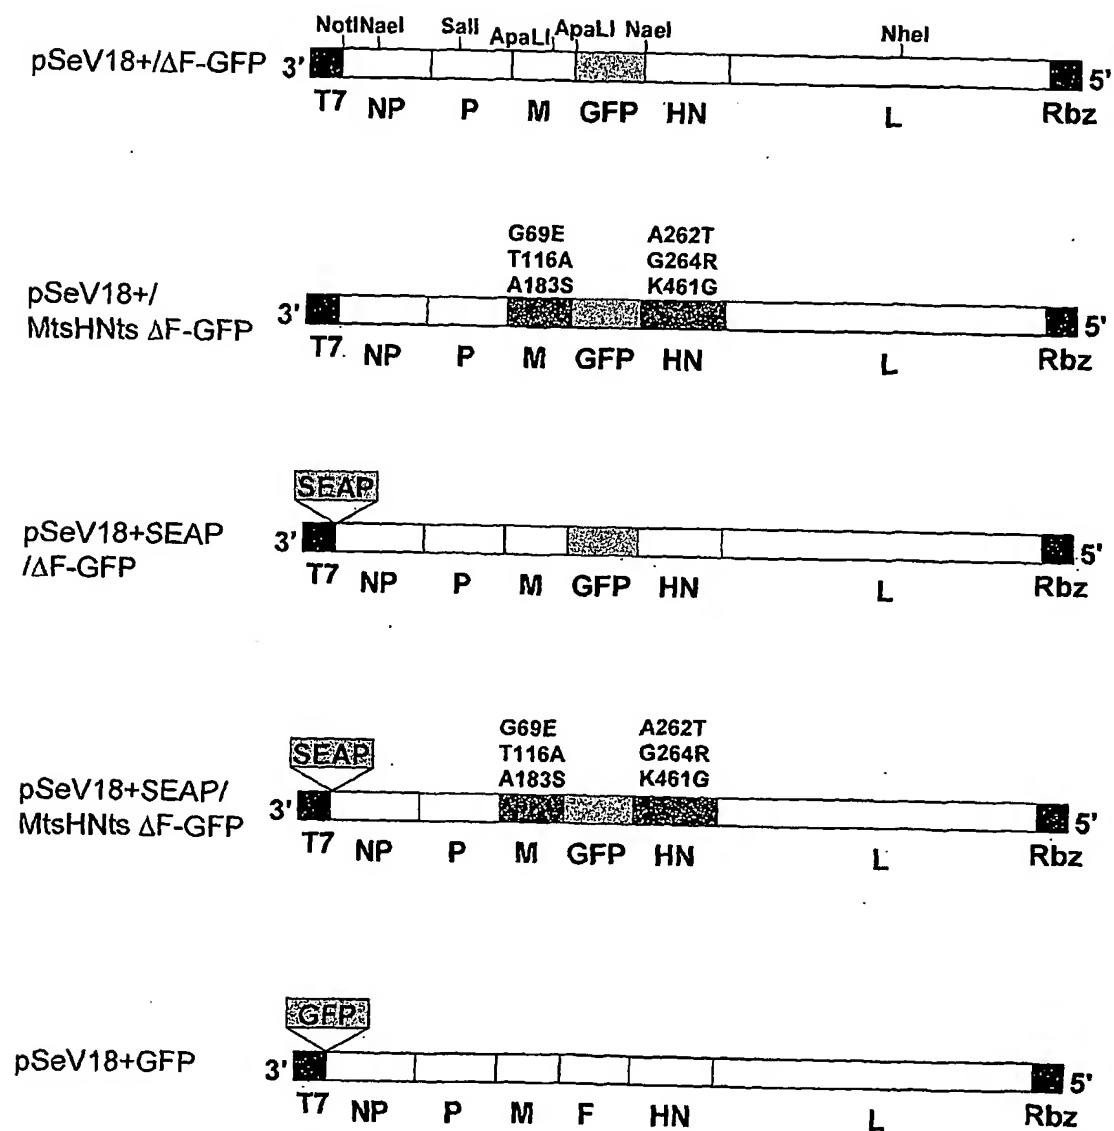 NotI NaeI SalI ApaLI ApaLI NaeI NheI
pSeV18+/ΔF-GFP 3' 5'
T7 NP P M GFP HN L Rbz
G69E A262T
T116A G264R
A183S K461G
pSeV18+/
MtsHNts ΔF-GFP
3' 5'
T7 NP P M GFP HN L Rbz
SEAP
pSeV18+SEAP
/ΔF-GFP
3' 5'
T7 NP P M GFP HN L Rbz
G69E A262T
T116A G264R
A183S K461G
SEAP
pSeV18+SEAP/
MtsHNts ΔF-GFP
3' 5'
T7 NP P M GFP HN L Rbz
GFP
pSeV18+GFP 3' 5'
T7 NP P M F HN L Rbz